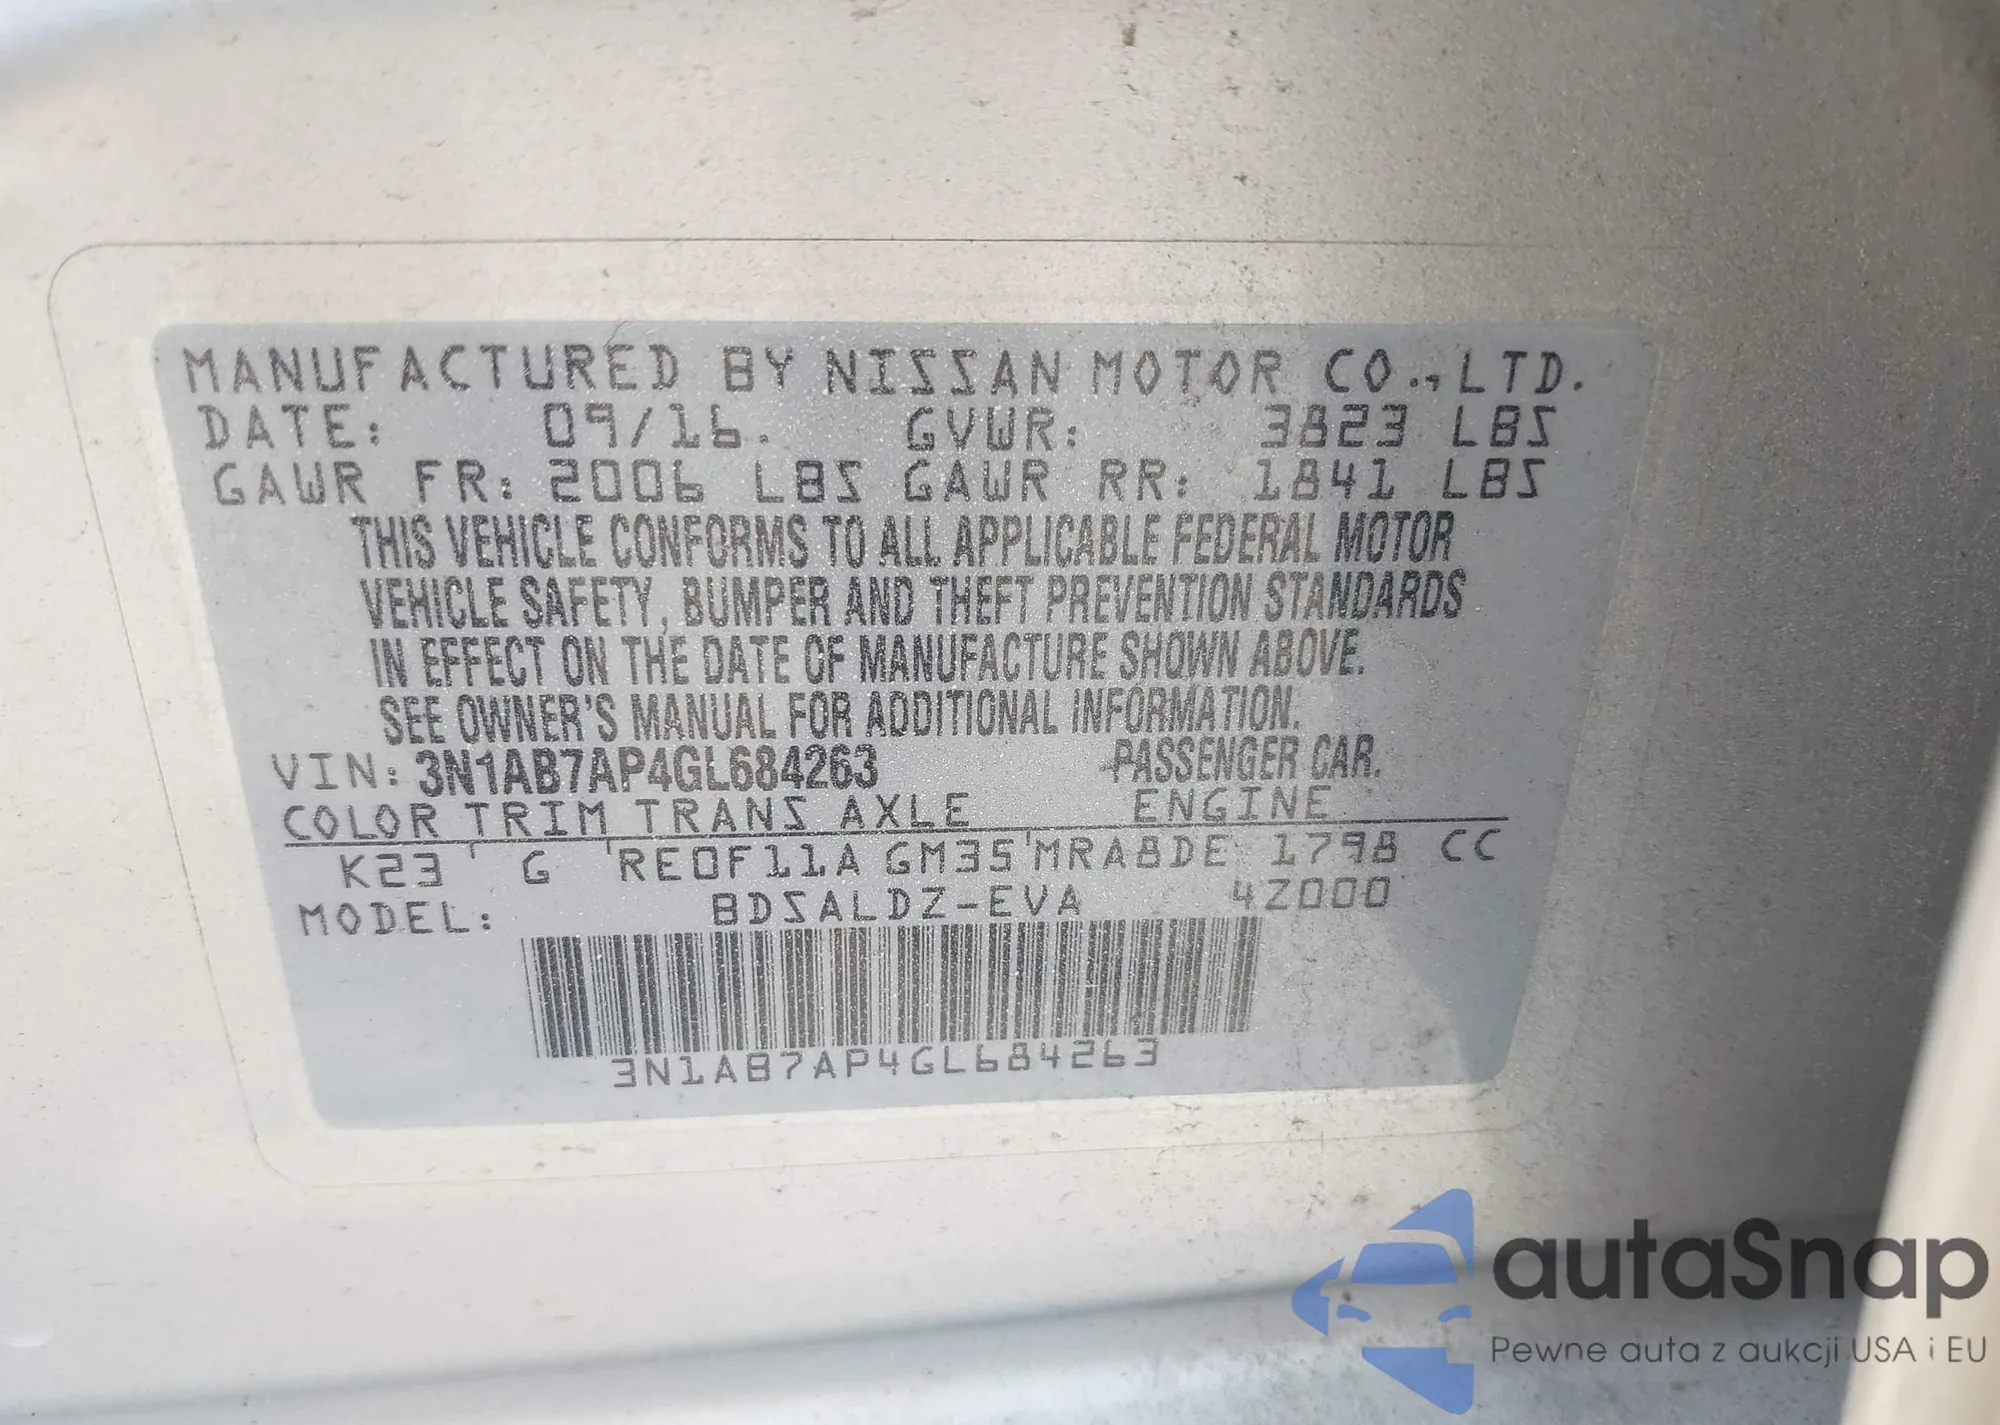 MANUFACTURED BY NISSAN MOTOR CO., LTD.
DATE: 09/16. GVWR: 3823 LBS
GAWR FR: 2006 LBS GAWR RR: 1841 LBS
THIS VEHICLE CONFORMS TO ALL APPLICABLE FEDERAL MOTOR
VEHICLE SAFETY, BUMPER AND THEFT PREVENTION STANDARDS
IN EFFECT ON THE DATE OF MANUFACTURE SHOWN ABOVE.
SEE OWNER'S MANUAL FOR ADDITIONAL INFORMATION.
VIN: 3N1AB7AP4GL684263 PASSENGER CAR.
COLOR TRIM TRANS AXLE ENGINE
K23 G RE0F11A GM35 MRA8DE 1798 CC
MODEL: BDSALDZ-EVA 4Z000
3N1AB7AP4GL684263
autaSnap
Pewne auta z aukcji USA i EU